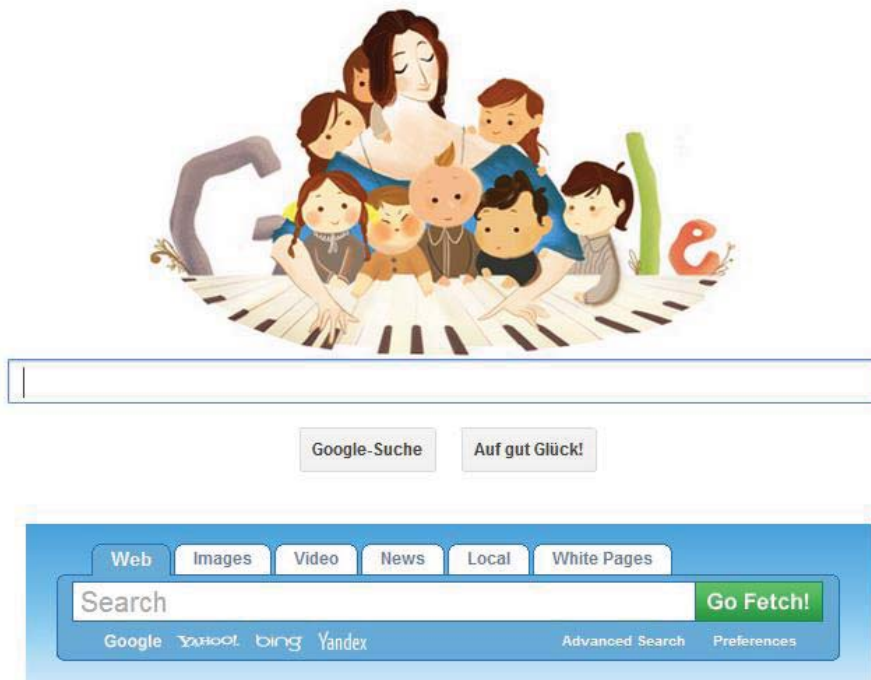 G le
Google-Suche Auf gut Glück!
Web Images Video News Local White Pages
Search Go Fetch!
Google YAHOO! bing Yandex Advanced Search Preferences